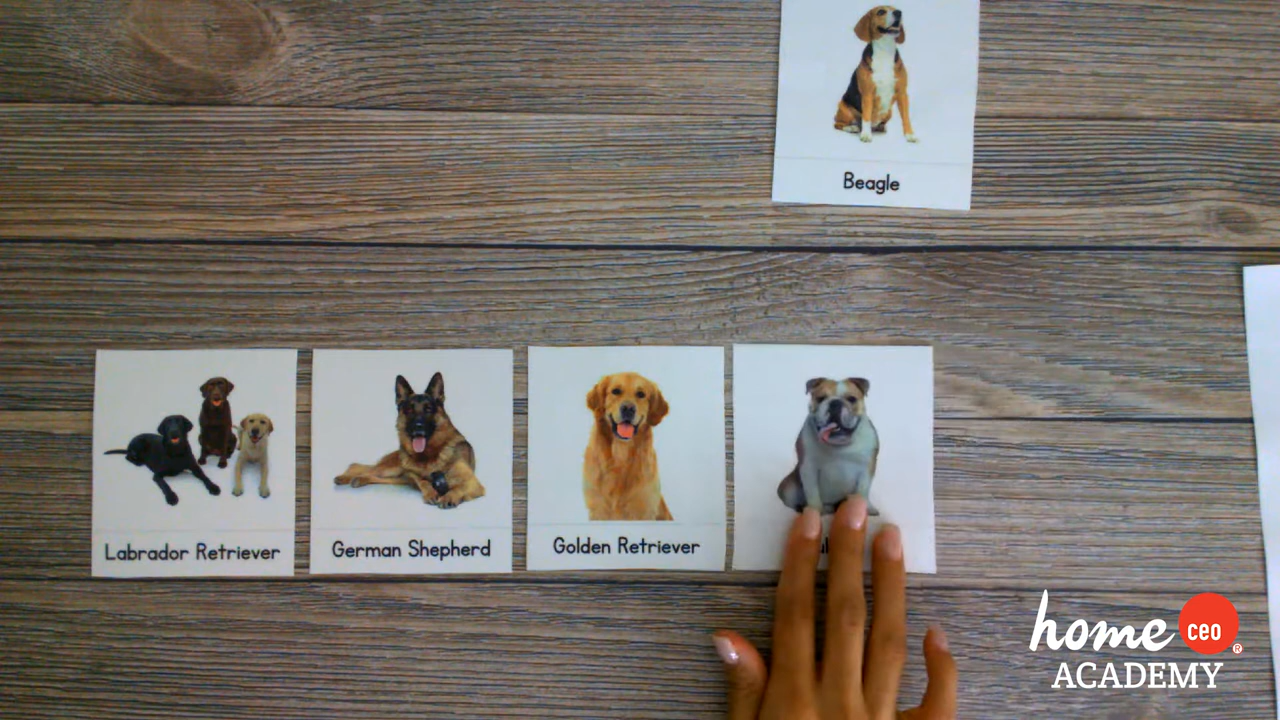 Beagle
Labrador Retriever
German Shepherd
Golden Retriever
home ceo®
ACADEMY